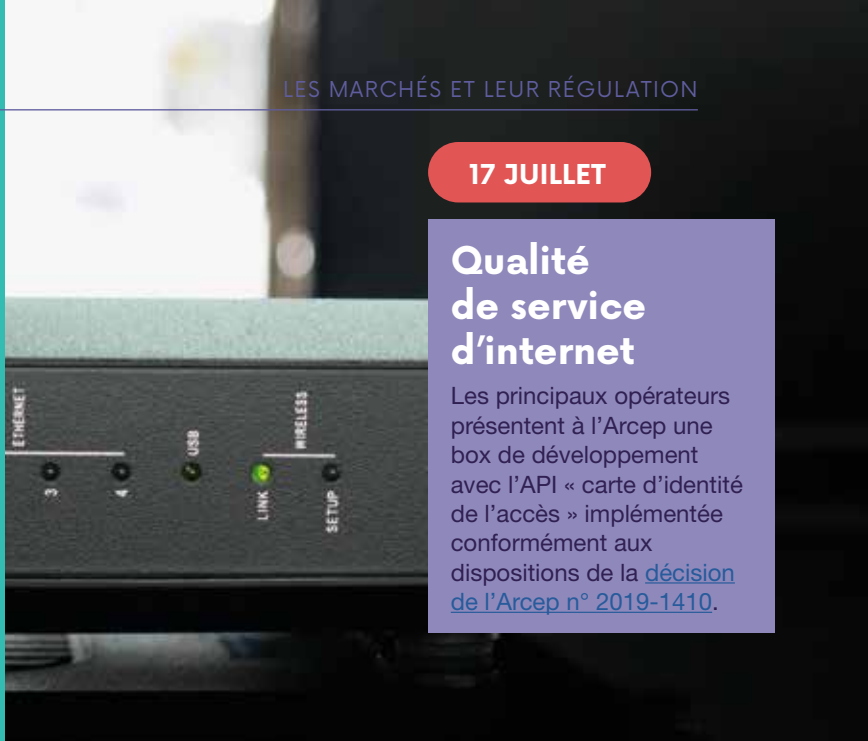 LES MARCHÉS ET LEUR RÉGULATION
17 JUILLET
Qualité
de service
d’internet
Les principaux opérateurs
présentent à l’Arcep une
box de développement
avec l’API « carte d’identité
de l’accès » implémentée
conformément aux
dispositions de la décision
de l’Arcep n° 2019-1410.
ETHERNET
3
4
USB
WIRELESS
LINK
SETUP